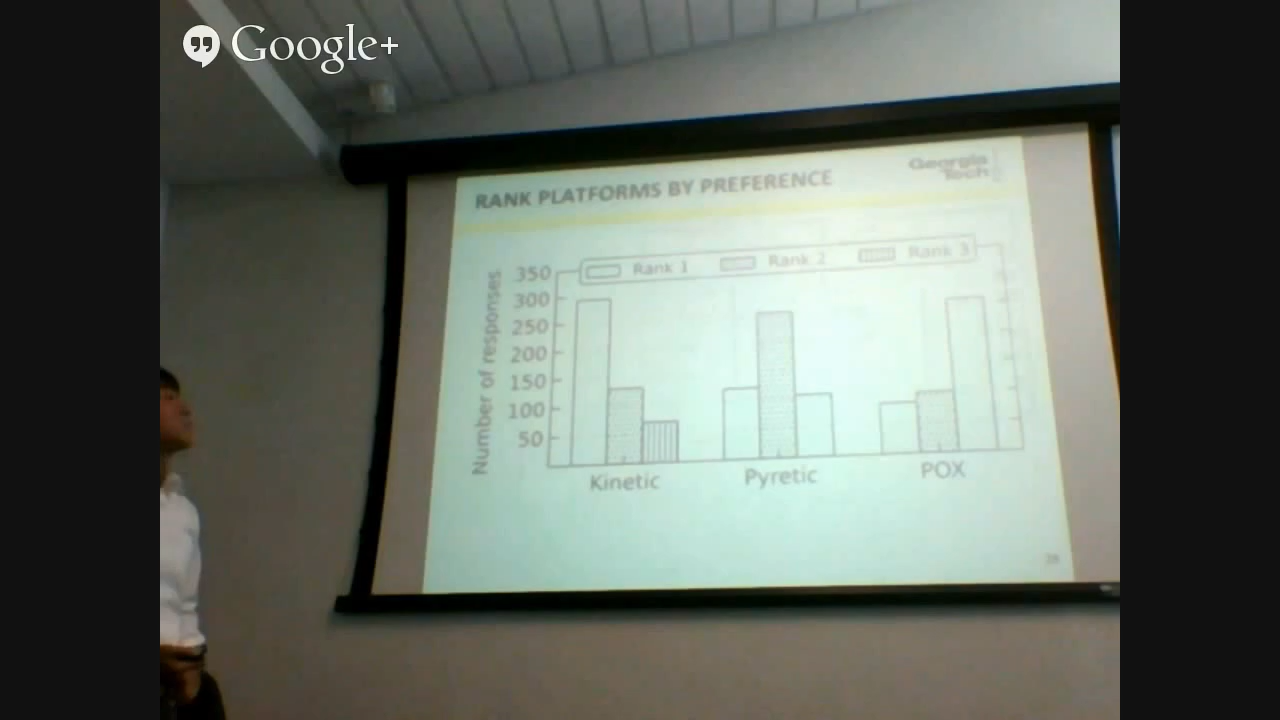 Google+
Georgia
Tech
RANK PLATFORMS BY PREFERENCE
Rank 1 Rank 2 Rank 3
Number of responses
350
300
250
200
150
100
50
Kinetic Pyretic POX